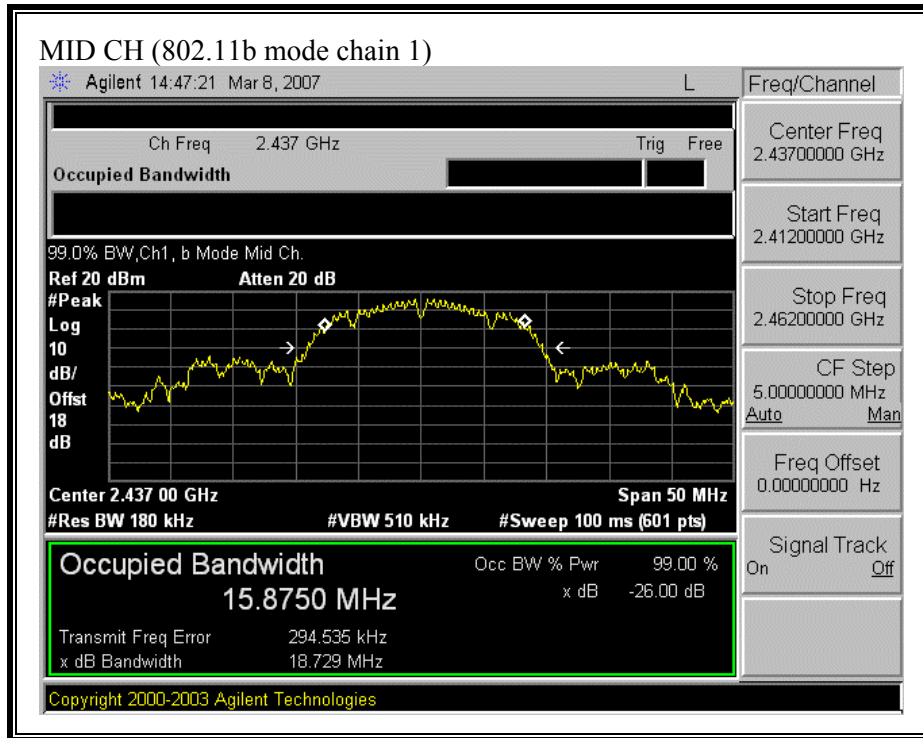 MID CH (802.11b mode chain 1)
Agilent 14:47:21 Mar 8, 2007 L
Freq/Channel
Ch Freq 2.437 GHz Trig Free
Occupied Bandwidth
Center Freq
2.43700000 GHz
Start Freq
2.41200000 GHz
Stop Freq
2.46200000 GHz
CF Step
5.00000000 MHz
Auto Man
Freq Offset
0.00000000 Hz
Signal Track
On Off
99.0% BW,Ch1, b Mode Mid Ch.
Ref 20 dBm Atten 20 dB
#Peak
Log
10
dB/
Offst
18
dB
Center 2.437 00 GHz Span 50 MHz
#Res BW 180 kHz #VBW 510 kHz #Sweep 100 ms (601 pts)
Occupied Bandwidth Occ BW % Pwr 99.00 %
15.8750 MHz x dB -26.00 dB
Transmit Freq Error 294.535 kHz
x dB Bandwidth 18.729 MHz
Copyright 2000-2003 Agilent Technologies